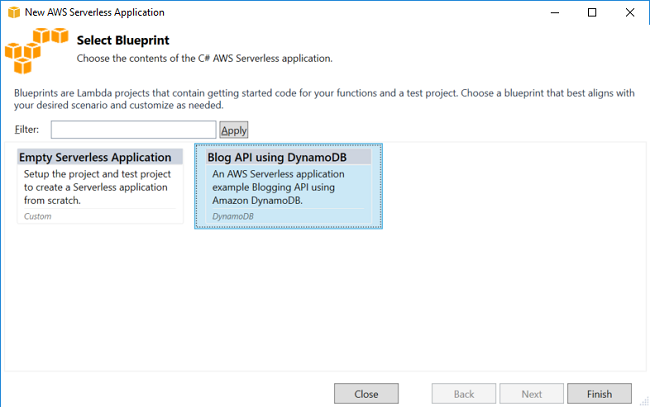 New AWS Serverless Application
Select Blueprint
Choose the contents of the C# AWS Serverless application.
Blueprints are Lambda projects that contain getting started code for your functions and a test project. Choose a blueprint that best aligns with
your desired scenario and customize as needed.
Filter:
Apply
Empty Serverless Application
Setup the project and test project
to create a Serverless application
from scratch.
Custom
Blog API using DynamoDB
An AWS Serverless application
example Blogging API using
Amazon DynamoDB.
DynamoDB
Close
Back
Next
Finish